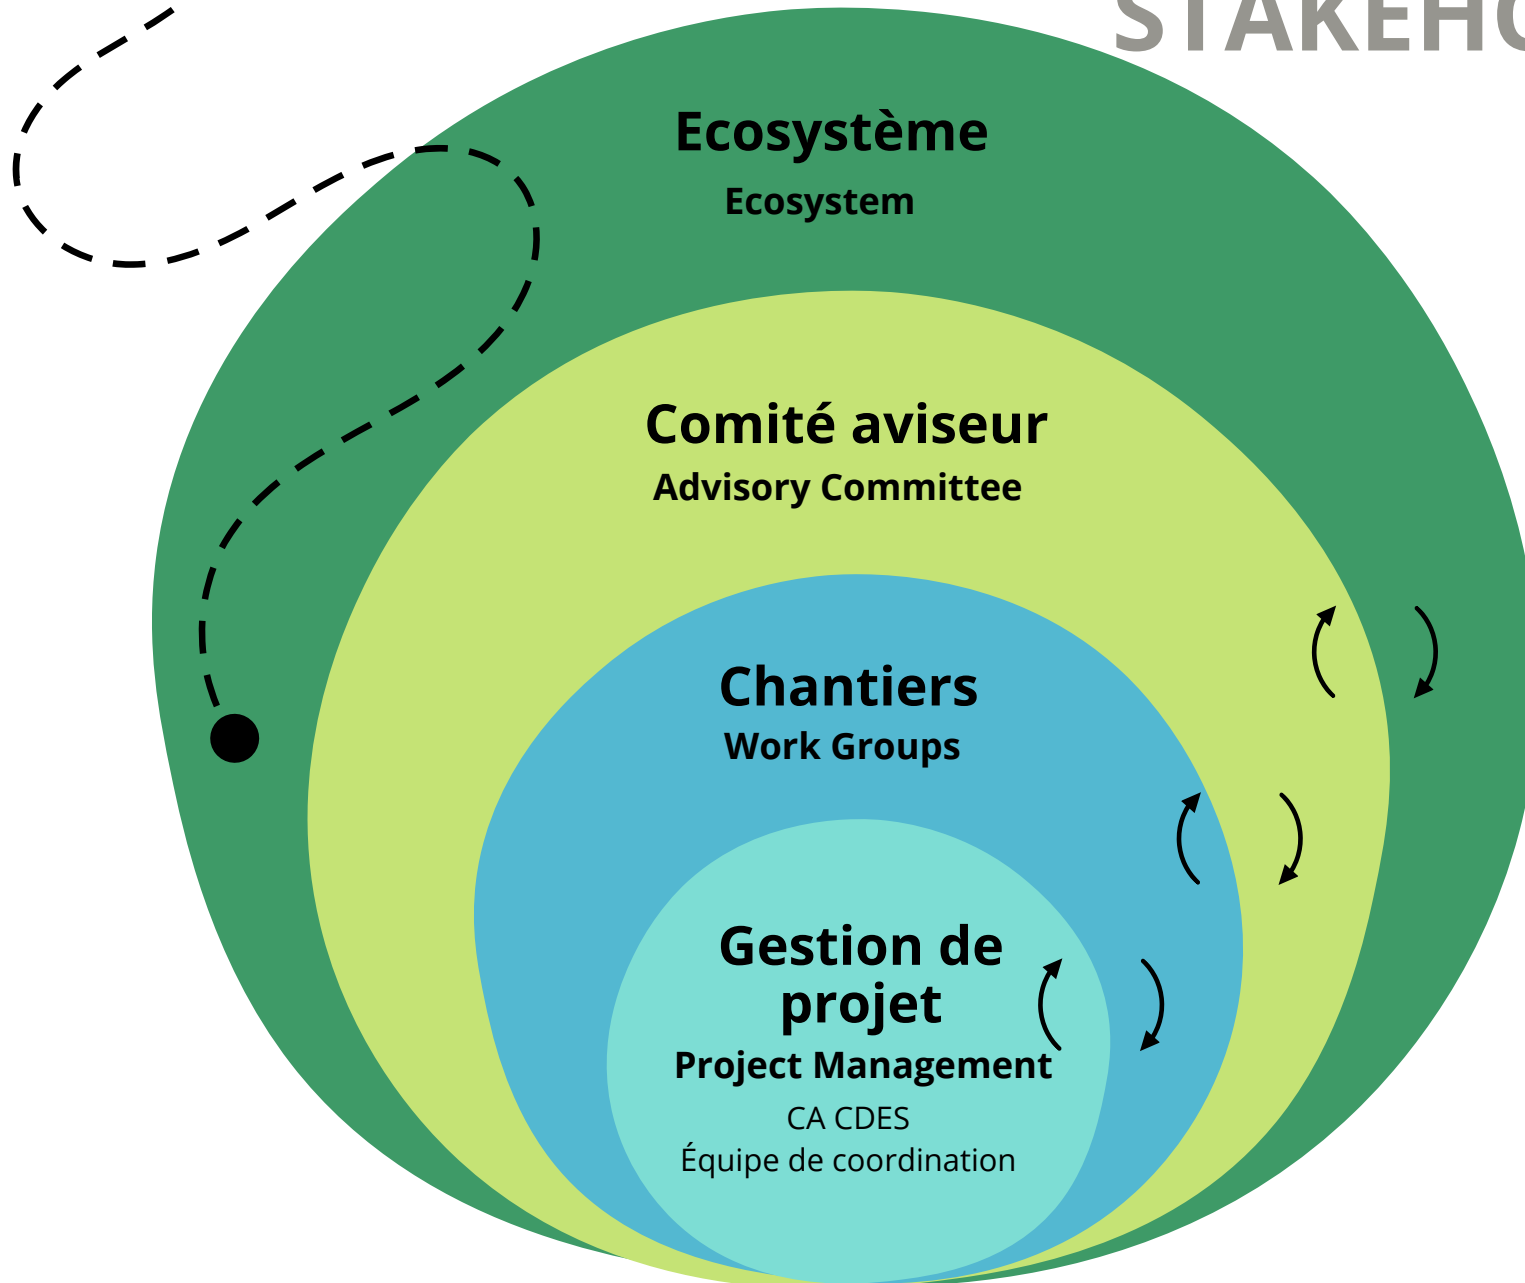 STAKEHO
Ecosystème
Ecosystem
Comité aviseur
Advisory Committee
Chantiers
Work Groups
Gestion de
projet
Project Management
CA CDES
Équipe de coordination